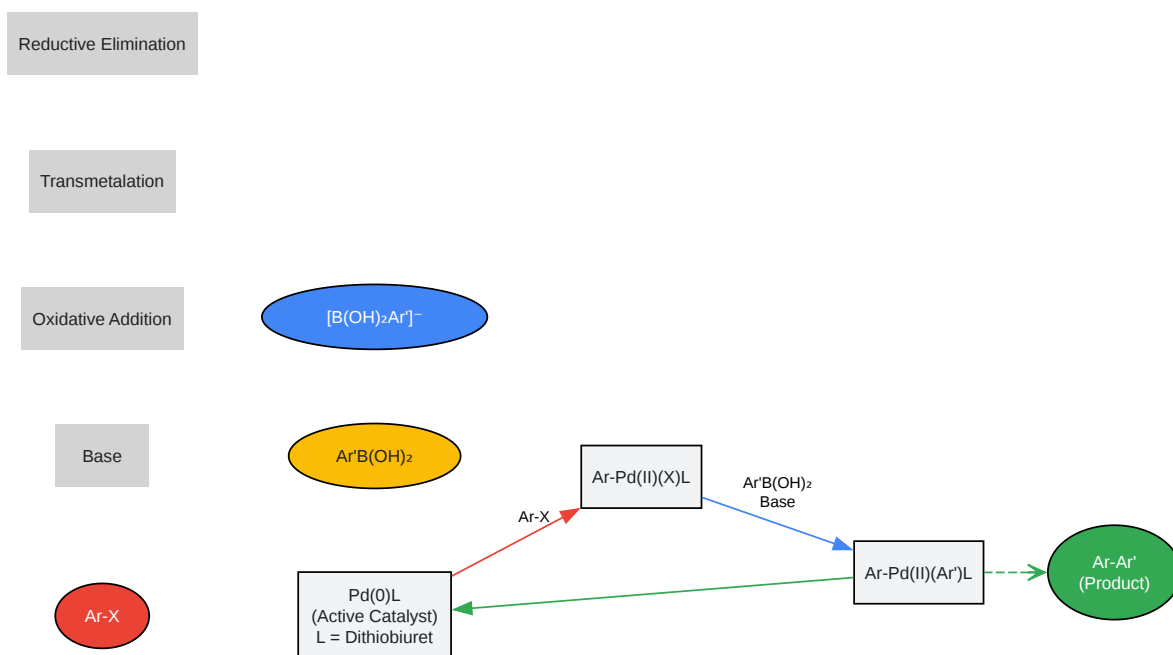 Reductive Elimination
Transmetalation
Oxidative Addition
[B(OH)₂Ar']⁻
Base
Ar'B(OH)₂
Ar-Pd(II)(X)L
Ar'B(OH)₂
Base
Ar-X
Ar-Pd(II)(Ar')L
Ar-Ar'
(Product)
Ar-X
Pd(0)L
(Active Catalyst)
L = Dithiobiuret